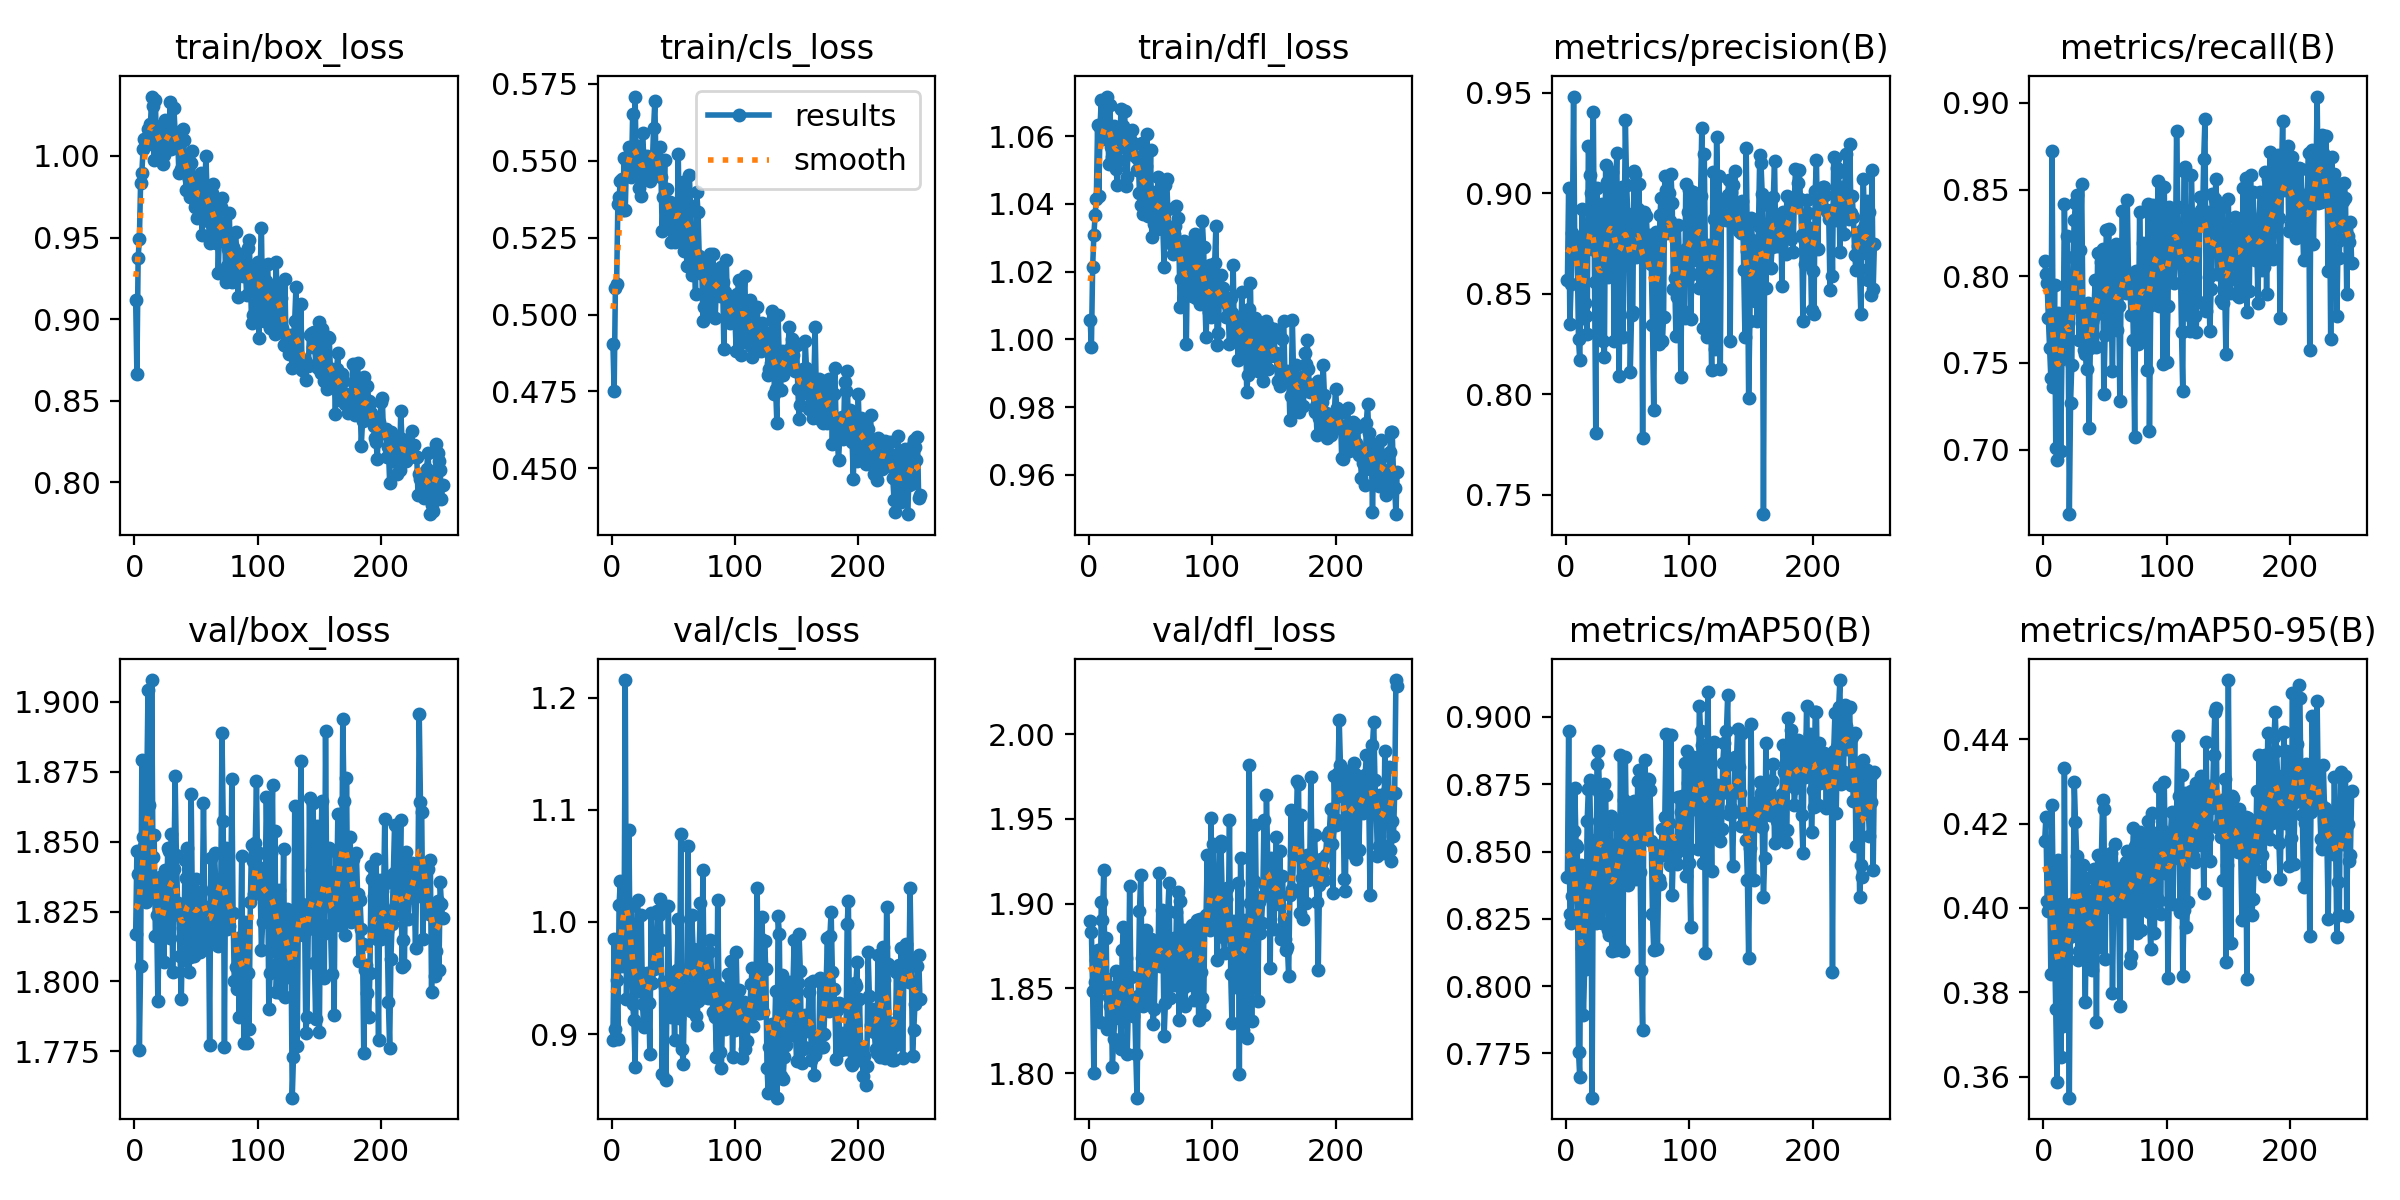 train/box_loss
train/cls_loss
train/dfl_loss
metrics/precision(B)
metrics/recall(B)
1.00
0.95
0.90
0.85
0.80
0 100 200
0.575
0.550
0.525
0.500
0.475
0.450
results
smooth
0 100 200
1.06
1.04
1.02
1.00
0.98
0.96
0 100 200
0.95
0.90
0.85
0.80
0.75
0 100 200
0.90
0.85
0.80
0.75
0.70
0 100 200
val/box_loss
val/cls_loss
val/dfl_loss
metrics/mAP50(B)
metrics/mAP50-95(B)
1.900
1.875
1.850
1.825
1.800
1.775
0 100 200
1.2
1.1
1.0
0.9
0 100 200
2.00
1.95
1.90
1.85
1.80
0 100 200
0.900
0.875
0.850
0.825
0.800
0.775
0 100 200
0.44
0.42
0.40
0.38
0.36
0 100 200